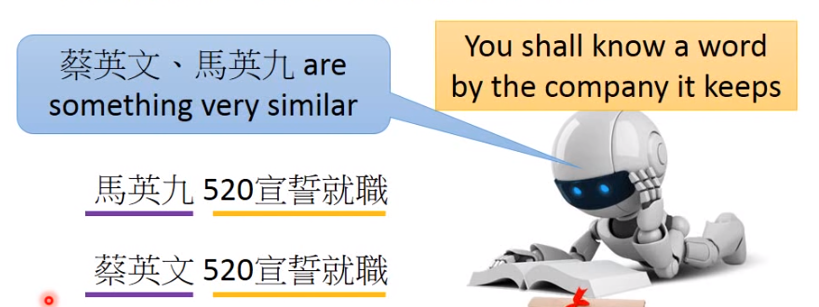 蔡英文、馬英九 are
something very similar
You shall know a word
by the company it keeps
馬英九 520宣誓就職
蔡英文 520宣誓就職